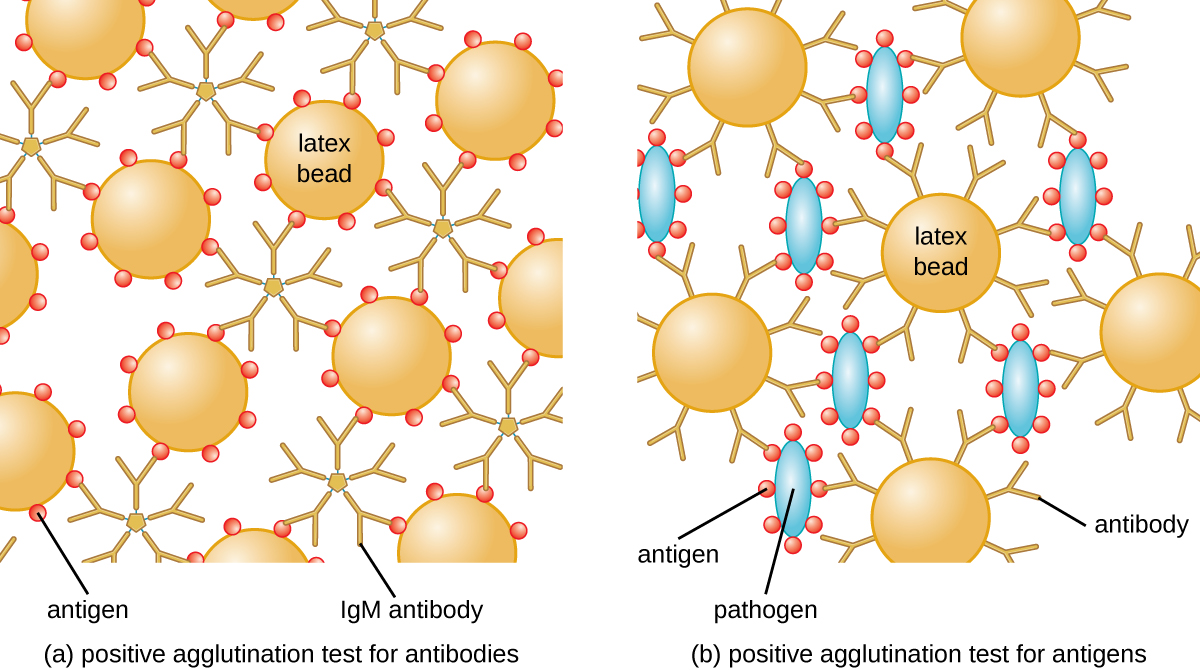 latex
bead
antigen
IgM antibody
(a) positive agglutination test for antibodies
latex
bead
antibody
antigen
pathogen
(b) positive agglutination test for antigens